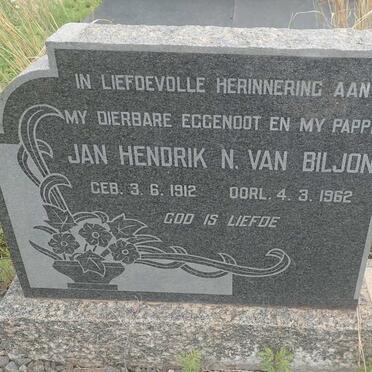 IN LIEFDEVOLLE HERINNERING AAN
MY DIERBARE EGGENOOT EN MY PAPP
JAN HENDRIK N. VAN BILJON
GEB. 3. 6. 1912 OORL. 4. 3. 1962
GOD IS LIEFDE